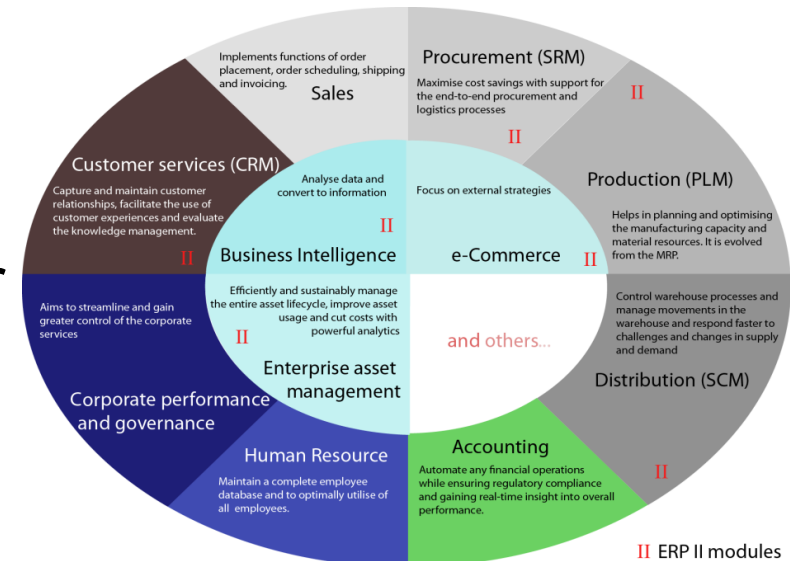 Implements functions of order
placement, order scheduling, shipping
and invoicing.
Sales
Procurement (SRM)
Maximise cost savings with support for
the end-to-end procurement and
logistics processes
II
II
Customer services (CRM)
Capture and maintain customer
relationships, facilitate the use of
customer experiences and evaluate
the knowledge management.
II
Analyse data and
convert to information
II
Business Intelligence
Focus on external strategies
e-Commerce
II
Production (PLM)
Helps in planning and optimising
the manufacturing capacity and
material resources. It is evolved
from the MRP.
Aims to streamline and gain
greater control of the corporate
services
Corporate performance
and governance
Efficiently and sustainably manage
the entire asset lifecycle, improve asset
usage and cut costs with
powerful analytics
II
Enterprise asset
management
and others...
Control warehouse processes and
manage movements in the
warehouse and respond faster to
challenges and changes in supply
and demand
Distribution (SCM)
II
Human Resource
Maintain a complete employee
database and to optimally utilise of
all employees.
Accounting
Automate any financial operations
while ensuring regulatory compliance
and gaining real-time insight into overall
performance.
II ERP II modules